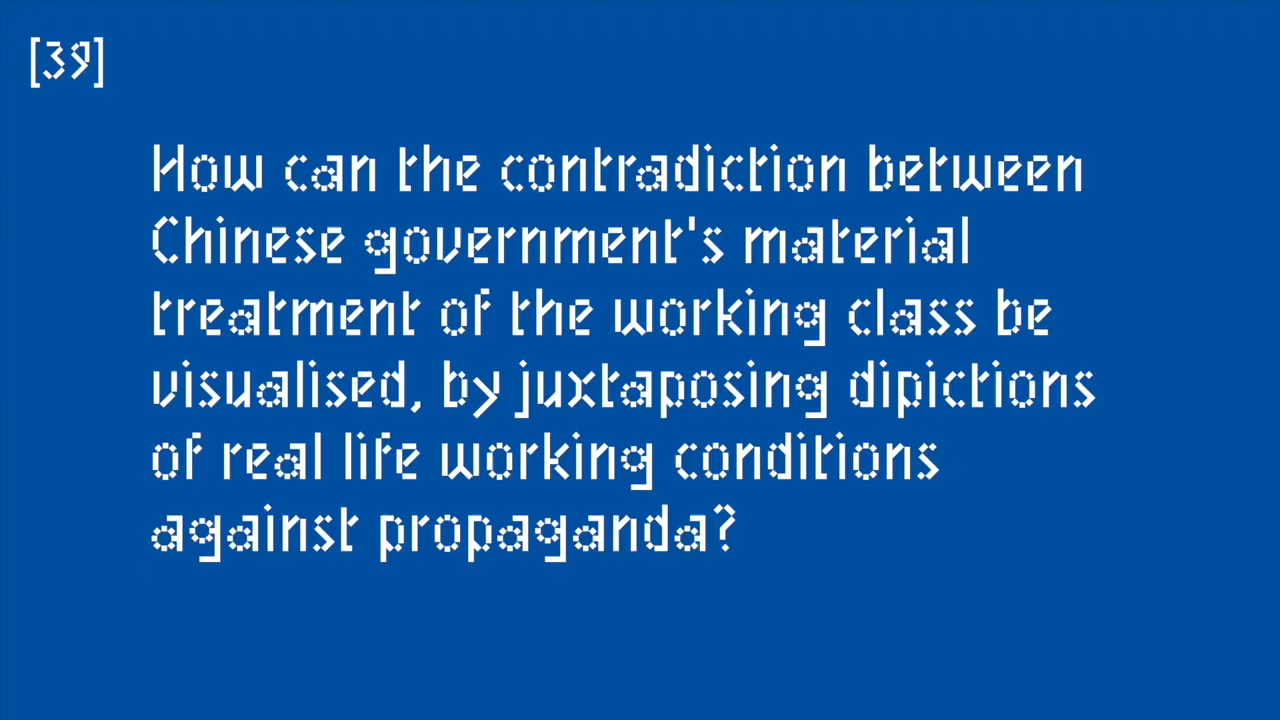 [39]
How can the contradiction between
Chinese government's material
treatment of the working class be
visualised, by juxtaposing dipictions
of real life working conditions
against propaganda?